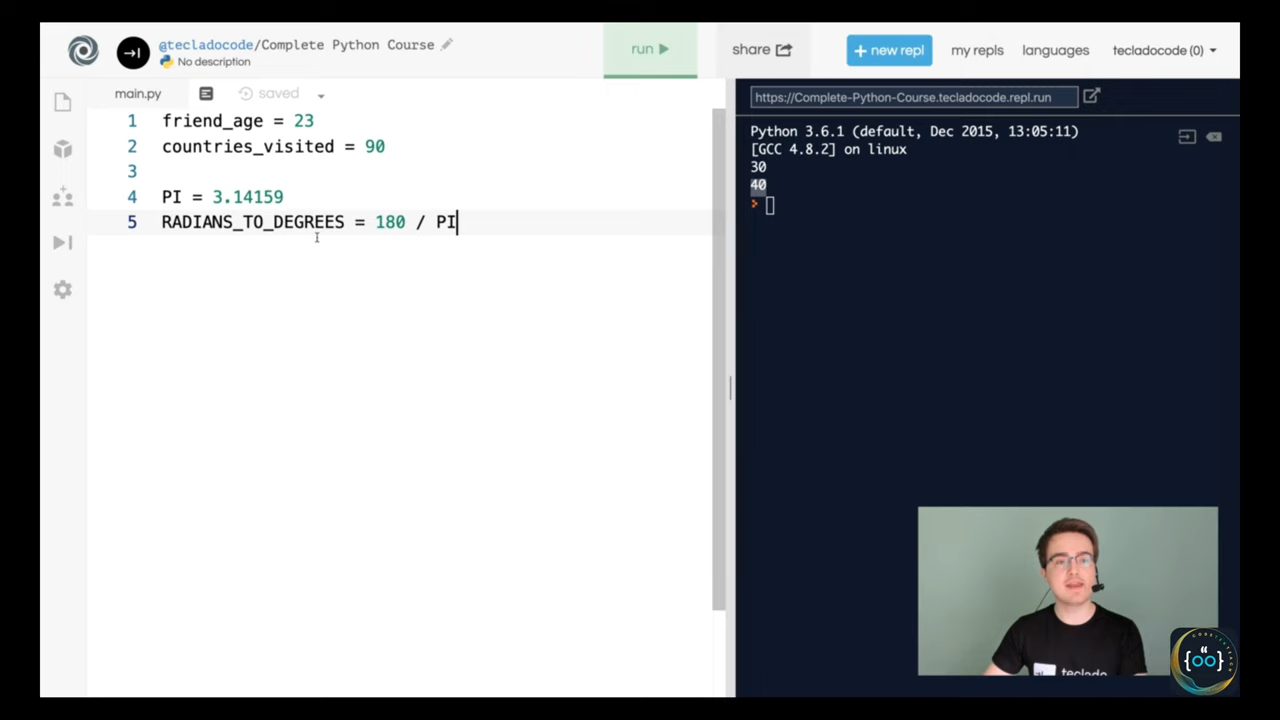 @tecladocode/Complete Python Course
No description
run
share
+ new repl
my repls
languages
tecladocode (0)
main.py
saved
https://Complete-Python-Course.tecladocode.repl.run
1 friend_age = 23
2 countries_visited = 90
3
4 PI = 3.14159
5 RADIANS_TO_DEGREES = 180 / PI
Python 3.6.1 (default, Dec 2015, 13:05:11)
[GCC 4.8.2] on linux
30
40
teclado